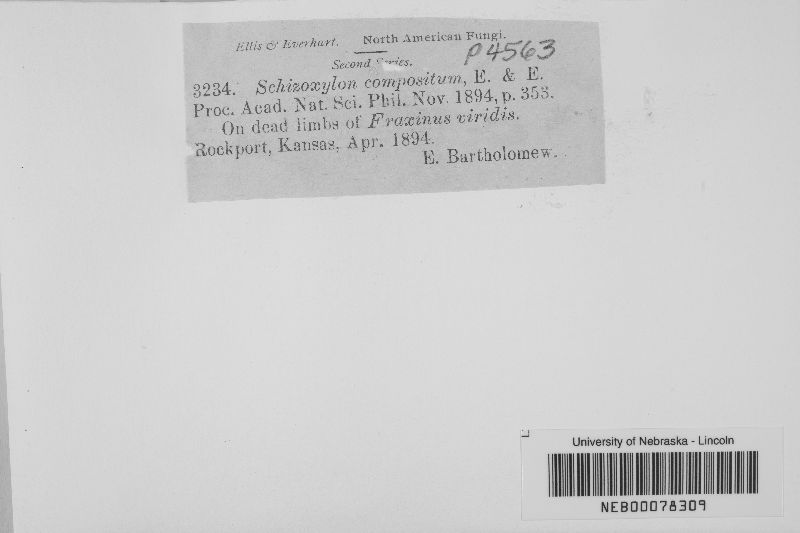 Ellis & Everhart. North American Fungi.
P4563
Second Series.
3234. Schizoxylon compositum, E. & E.
Proc. Acad. Nat. Sci. Phil. Nov. 1894, p. 353.
On dead limbs of Fraxinus viridis.
Rockport, Kansas, Apr. 1894.
E. Bartholomew.
University of Nebraska - Lincoln
NEB00078309